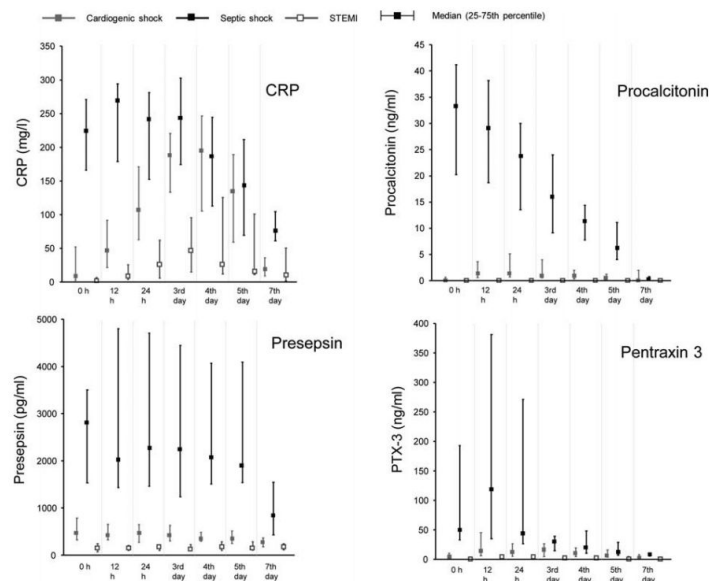 Cardiogenic shock Septic shock STEMI Median (25-75th percentile)
CRP
CRP (mg/l)
350
300
250
200
150
100
50
0
0 h 12 h 24 h 3rd day 4th day 5th day 7th day
Procalcitonin
Procalcitonin (ng/ml)
45
40
35
30
25
20
15
10
5
0
0 h 12 h 24 h 3rd day 4th day 5th day 7th day
Presepsin
Presepsin (pg/ml)
5000
4000
3000
2000
1000
0
0 h 12 h 24 h 3rd day 4th day 5th day 7th day
Pentraxin 3
PTX-3 (ng/ml)
400
350
300
250
200
150
100
50
0
0 h 12 h 24 h 3rd day 4th day 5th day 7th day